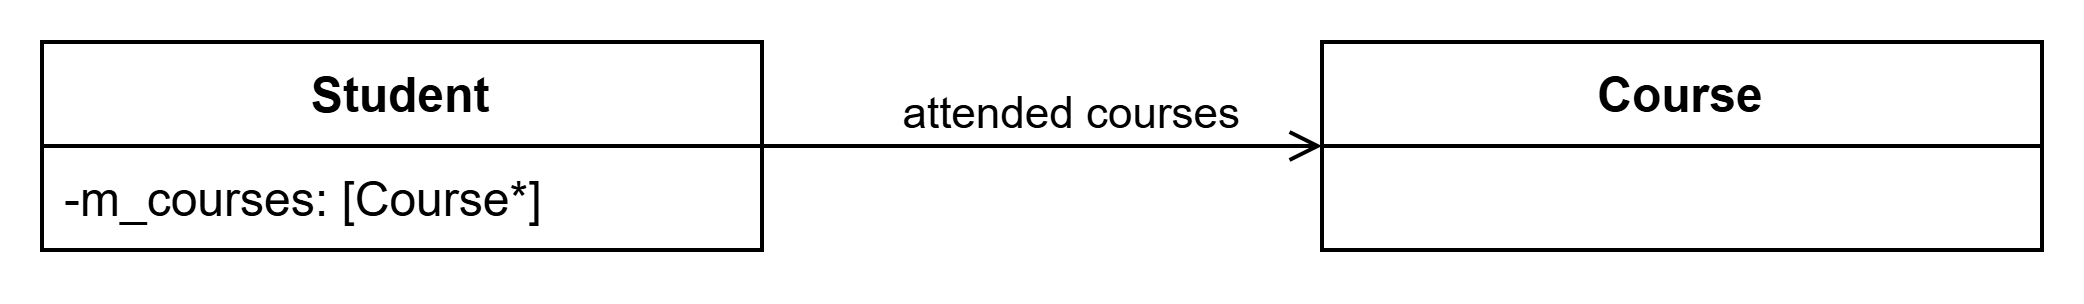 Student
attended courses
Course
-m_courses: [Course*]